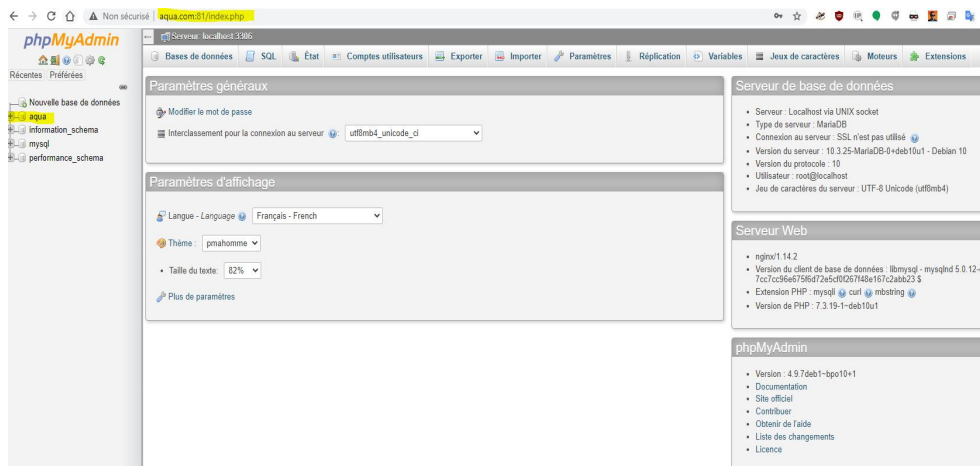 Non sécurisé | aqua.com:81/index.php
phpMyAdmin
Récentes Préférées
Nouvelle base de données
aqua
information_schema
mysql
performance_schema
Serveur: localhost:3306
Bases de données SQL État Comptes utilisateurs Exporter Importer Paramètres Réplication Variables Jeux de caractères Moteurs Extensions
Paramètres généraux
Modifier le mot de passe
Interclassement pour la connexion au serveur : utf8mb4_unicode_ci
Paramètres d'affichage
Langue - Language Français - French
Thème : pmahomme
Taille du texte: 82%
Plus de paramètres
Serveur de base de données
Serveur : Localhost via UNIX socket
Type de serveur : MariaDB
Connexion au serveur : SSL n'est pas utilisé
Version du serveur : 10.3.25-MariaDB-0+deb10u1 - Debian 10
Version du protocole : 10
Utilisateur : root@localhost
Jeu de caractères du serveur : UTF-8 Unicode (utf8mb4)
Serveur Web
nginx/1.14.2
Version du client de base de données : libmysql - mysqlnd 5.0.12-
Extension PHP : mysqli curl mbstring
Version de PHP : 7.3.19-1~deb10u1
phpMyAdmin
Version : 4.9.7deb1~bpo10+1
Documentation
Site officiel
Contribuer
Obtenir de l'aide
Liste des changements
Licence